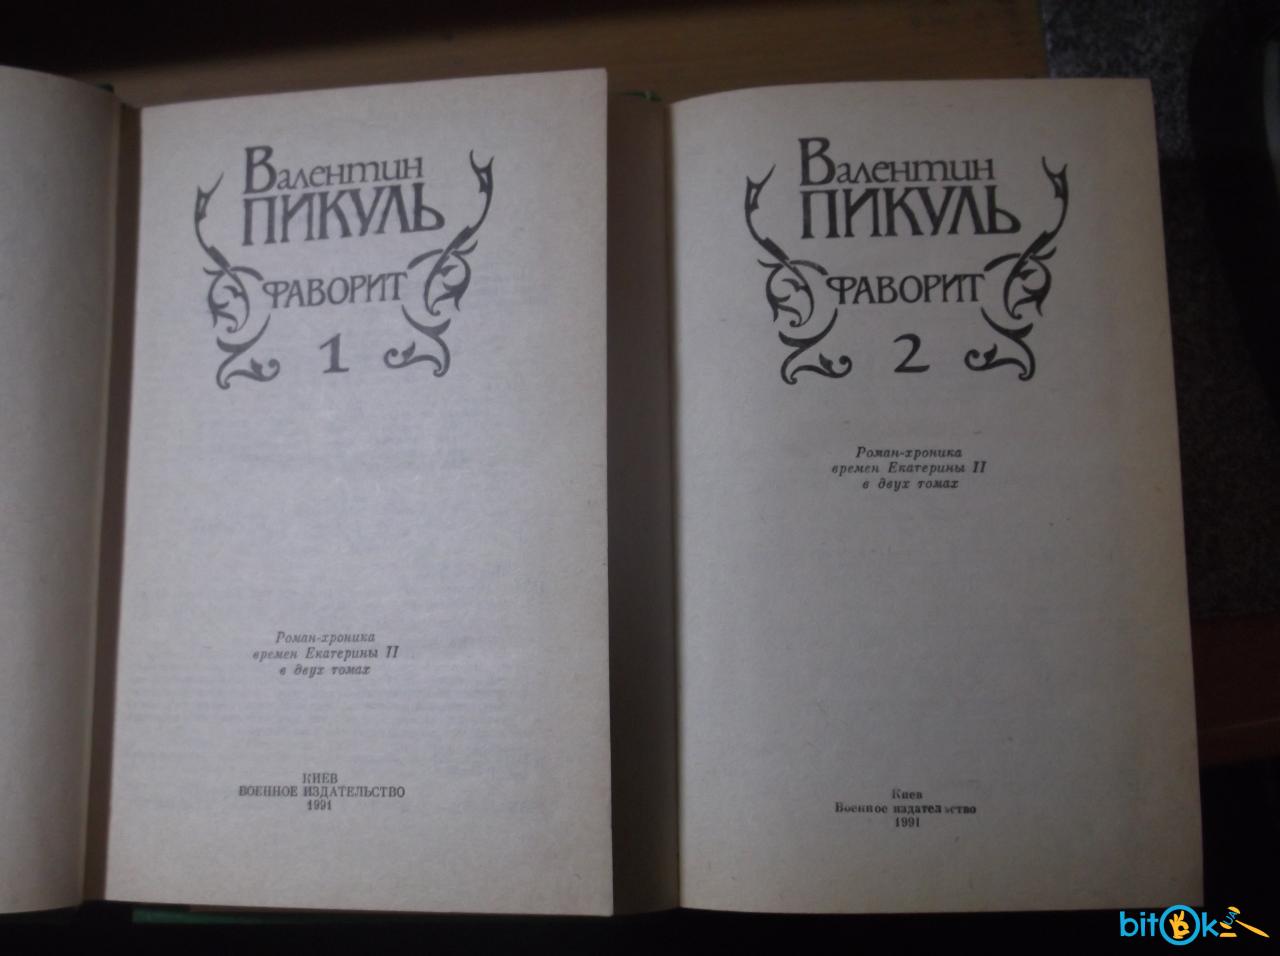 Валентин
ПИКУЛЬ
ФАВОРИТ
1
Роман-хроника
времен Екатерины II
в двух томах
КИЕВ
ВОЕННОЕ ИЗДАТЕЛЬСТВО
1991
Валентин
ПИКУЛЬ
ФАВОРИТ
2
Роман-хроника
времен Екатерины II
в двух томах
Киев
Военное издательство
1991
bitOk UA